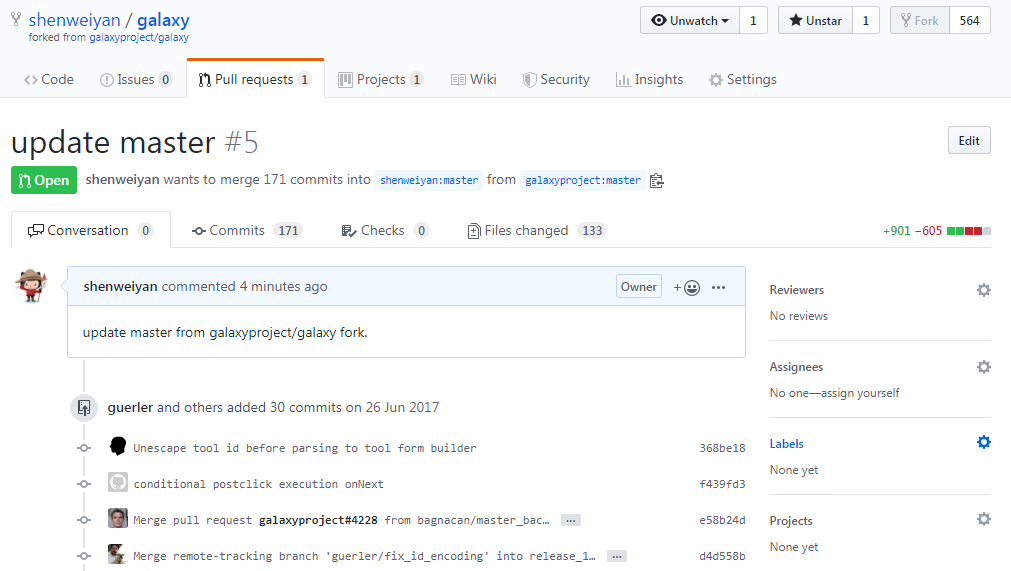 shenweiyan / galaxy
forked from galaxyproject/galaxy
Unwatch 1 Unstar 1 Fork 564
Code Issues 0 Pull requests 1 Projects 1 Wiki Security Insights Settings
update master #5
Edit
Open shenweiyan wants to merge 171 commits into shenweiyan:master from galaxyproject:master
Conversation 0 Commits 171 Checks 0 Files changed 133 +901 −605
shenweiyan commented 4 minutes ago Owner +
update master from galaxyproject/galaxy fork.
guerler and others added 30 commits on 26 Jun 2017
Unescape tool id before parsing to tool form builder 368be18
conditional postclick execution onNext f439fd3
Merge pull request galaxyproject#4228 from bagnacan/master_bac… … e58b24d
Merge remote-tracking branch 'guerler/fix_id_encoding' into release_1… … d4d558b
Reviewers
No reviews
Assignees
No one—assign yourself
Labels
None yet
Projects
None yet